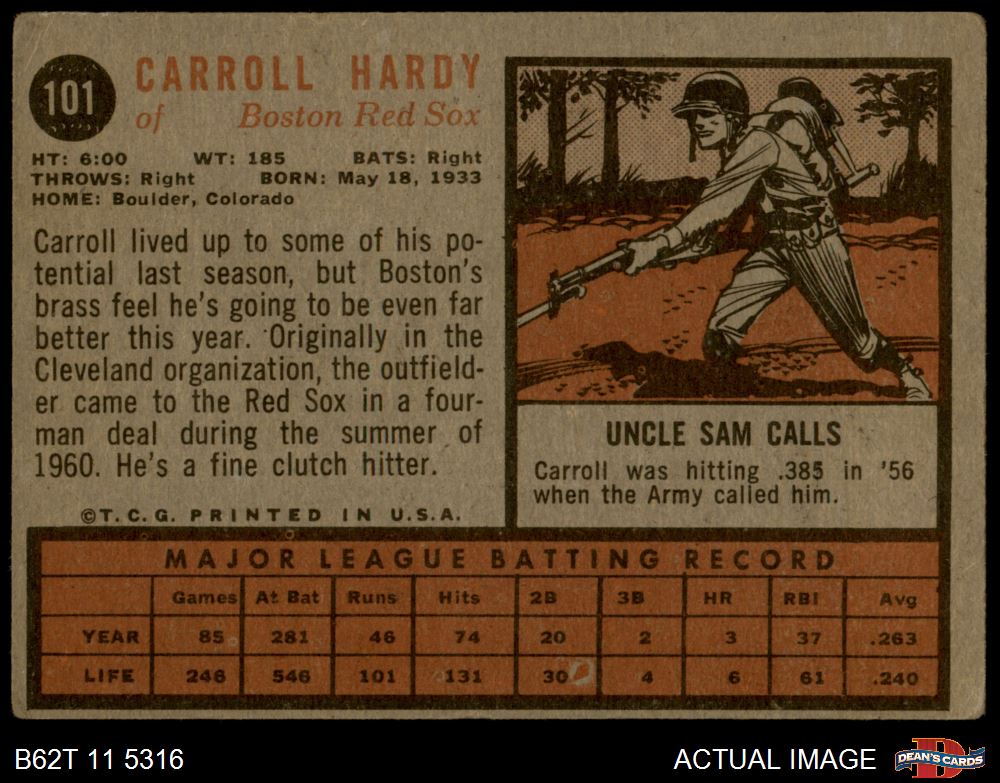 101
CARROLL HARDY
of Boston Red Sox
HT: 6:00 WT: 185 BATS: Right
THROWS: Right BORN: May 18, 1933
HOME: Boulder, Colorado
Carroll lived up to some of his po-
tential last season, but Boston's
brass feel he's going to be even far
better this year. Originally in the
Cleveland organization, the outfield-
er came to the Red Sox in a four-
man deal during the summer of
1960. He's a fine clutch hitter.
©T.C.G. PRINTED IN U.S.A.
UNCLE SAM CALLS
Carroll was hitting .385 in '56
when the Army called him.
MAJOR LEAGUE BATTING RECORD
Games At Bat Runs Hits 2B 3B HR RBI Avg
YEAR 85 281 46 74 20 2 3 37 .263
LIFE 246 546 101 131 30 4 6 61 .240
B62T 11 5316
ACTUAL IMAGE
D
DEAN'S CARDS